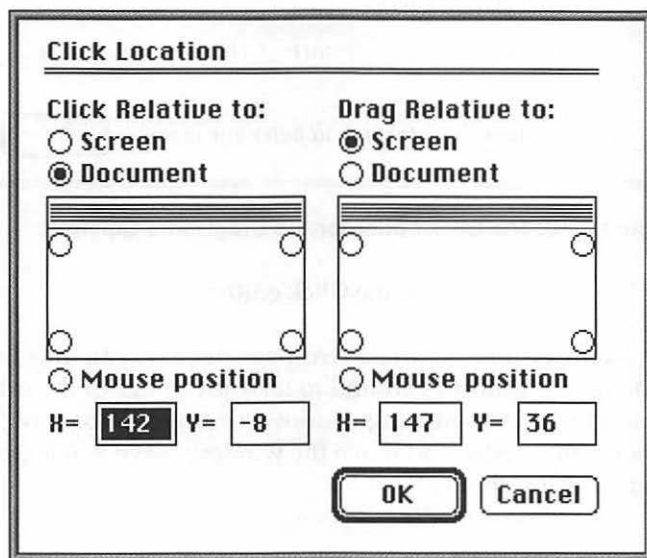 Click Location
Click Relative to:
Screen
Document
Mouse position
X= 142 Y= -8
Drag Relative to:
Screen
Document
Mouse position
X= 147 Y= 36
OK
Cancel